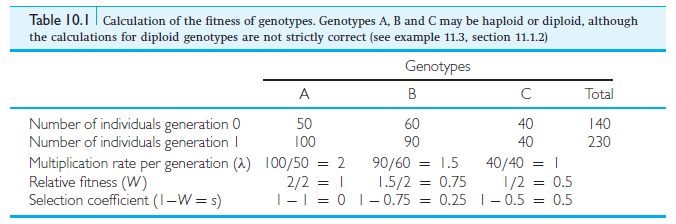 Table 10.1 Calculation of the fitness of genotypes. Genotypes A, B and C may be haploid or diploid, although
the calculations for diploid genotypes are not strictly correct (see example 11.3, section 11.1.2)
Genotypes
A B C Total
Number of individuals generation 0 50 60 40 140
Number of individuals generation 1 100 90 40 230
Multiplication rate per generation (λ) 100/50 = 2 90/60 = 1.5 40/40 = 1
Relative fitness (W) 2/2 = 1 1.5/2 = 0.75 1/2 = 0.5
Selection coefficient (1–W = s) 1 – 1 = 0 1 – 0.75 = 0.25 1 – 0.5 = 0.5